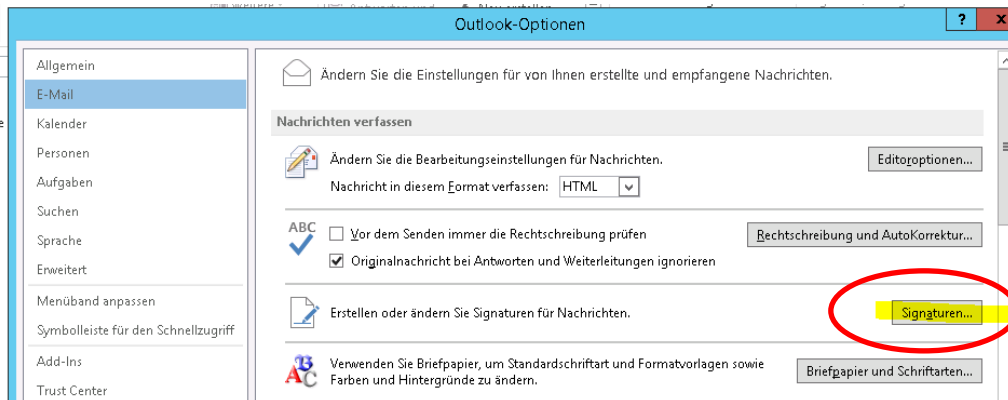 Outlook-Optionen
?
x
Allgemein
E-Mail
Kalender
Personen
Aufgaben
Suchen
Sprache
Erweitert
Menüband anpassen
Symbolleiste für den Schnellzugriff
Add-Ins
Trust Center
Ändern Sie die Einstellungen für von Ihnen erstellte und empfangene Nachrichten.
Nachrichten verfassen
Ändern Sie die Bearbeitungseinstellungen für Nachrichten.
Editoroptionen...
Nachricht in diesem Format verfassen: HTML
ABC
Vor dem Senden immer die Rechtschreibung prüfen
Rechtschreibung und AutoKorrektur...
Originalnachricht bei Antworten und Weiterleitungen ignorieren
Erstellen oder ändern Sie Signaturen für Nachrichten.
Signaturen...
Verwenden Sie Briefpapier, um Standardschriftart und Formatvorlagen sowie
Farben und Hintergründe zu ändern.
Briefpapier und Schriftarten...